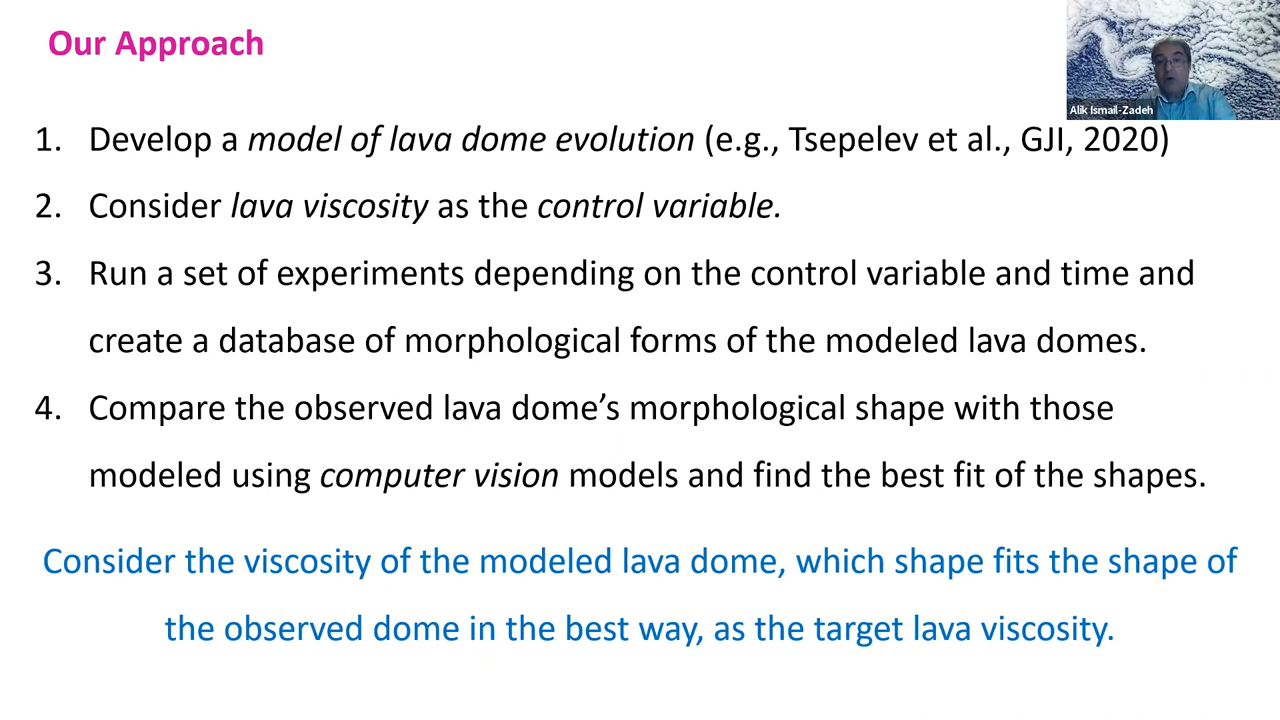 Our Approach
Alik Ismail-Zadeh
1. Develop a model of lava dome evolution (e.g., Tsepelev et al., GJI, 2020)
2. Consider lava viscosity as the control variable.
3. Run a set of experiments depending on the control variable and time and
create a database of morphological forms of the modeled lava domes.
4. Compare the observed lava dome’s morphological shape with those
modeled using computer vision models and find the best fit of the shapes.
Consider the viscosity of the modeled lava dome, which shape fits the shape of
the observed dome in the best way, as the target lava viscosity.